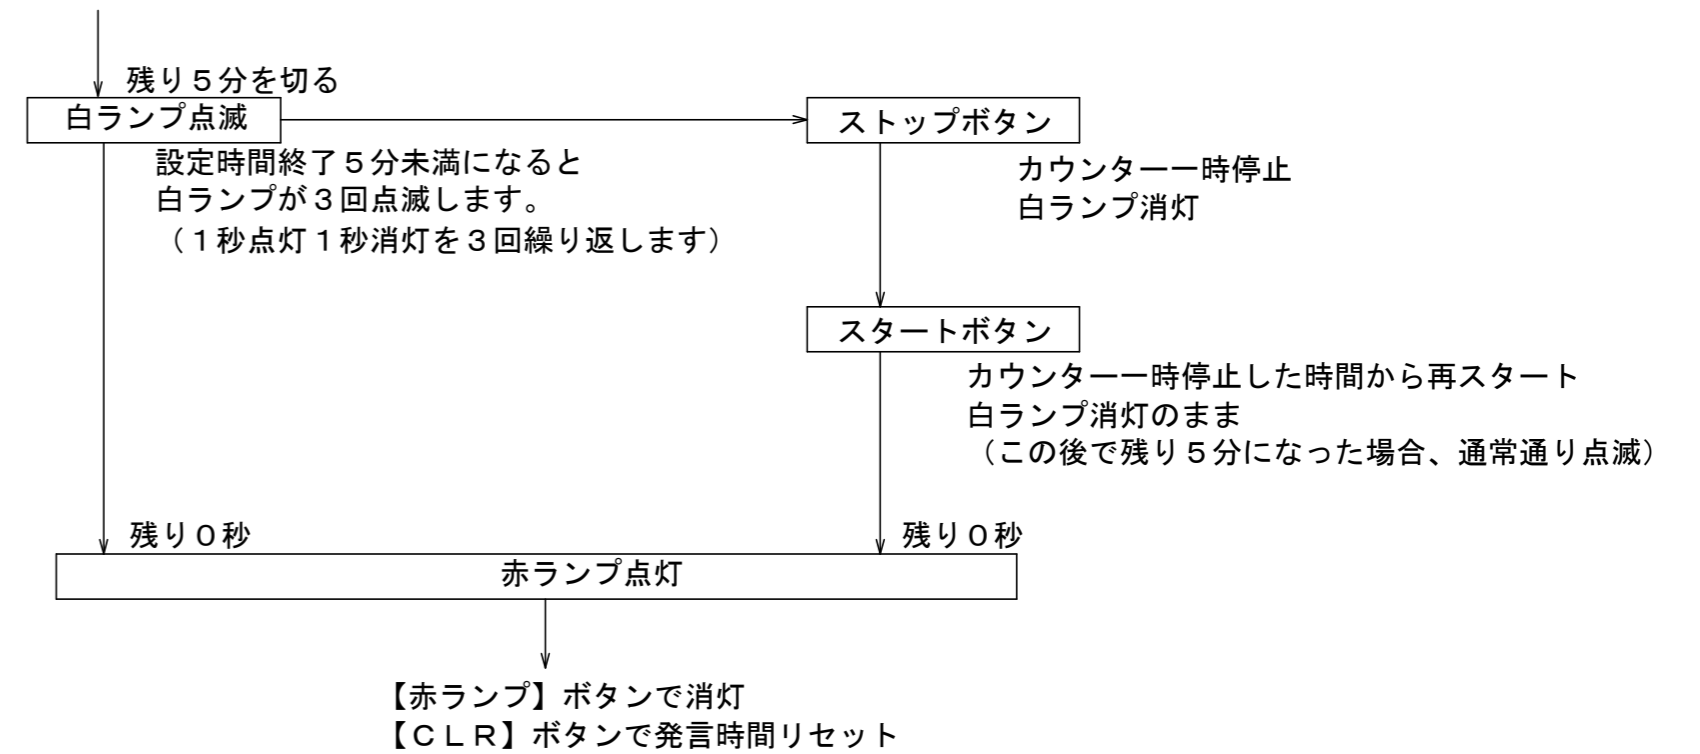 残り５分を切る
白ランプ点滅
ストップボタン
設定時間終了５分未満になると
白ランプが３回点滅します。
（１秒点灯１秒消灯を３回繰り返します）
カウンター一時停止
白ランプ消灯
スタートボタン
カウンター一時停止した時間から再スタート
白ランプ消灯のまま
（この後で残り５分になった場合、通常通り点滅）
残り０秒
残り０秒
赤ランプ点灯
【赤ランプ】ボタンで消灯
【ＣＬＲ】ボタンで発言時間リセット